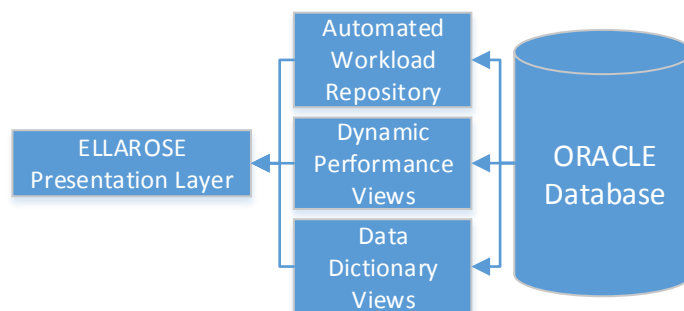 Automated
Workload
Repository
ELLAROSE
Presentation Layer
Dynamic
Performance
Views
ORACLE
Database
Data
Dictionary
Views